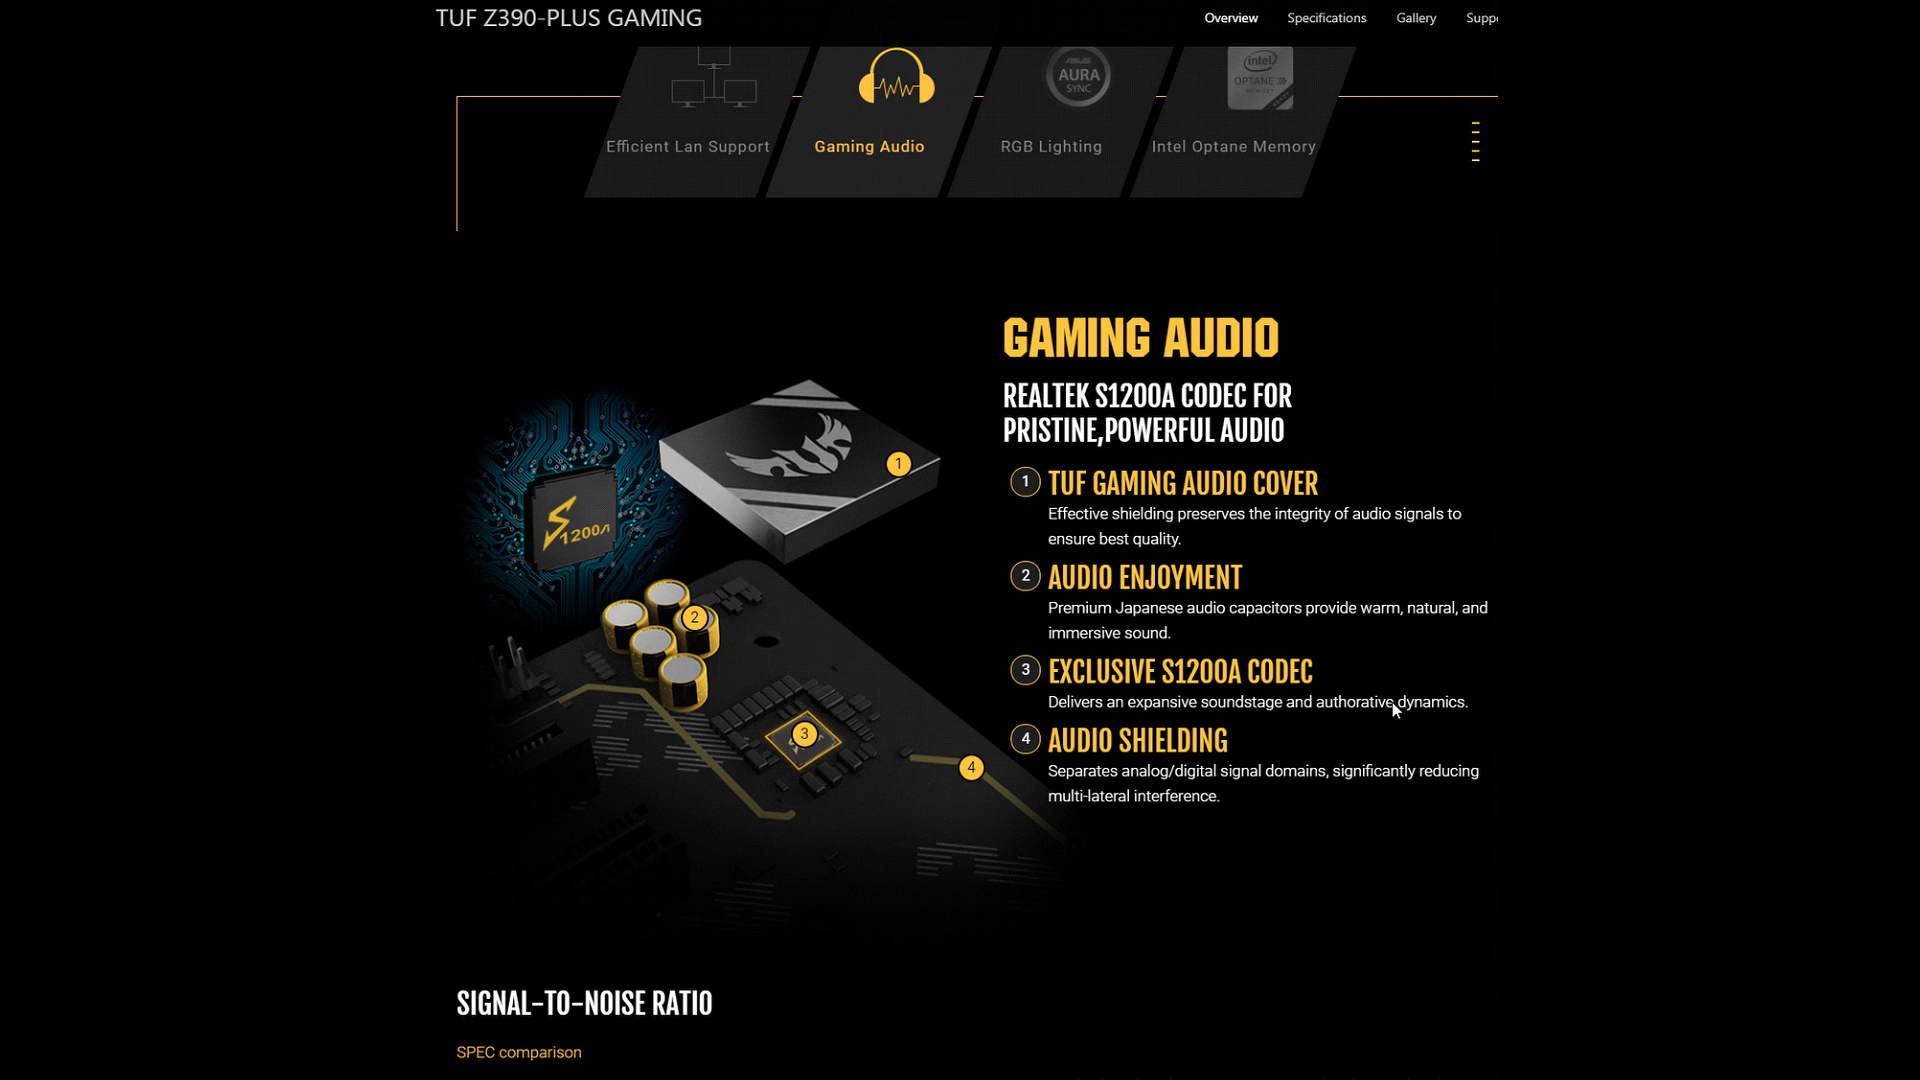 TUF Z390-PLUS GAMING
Overview Specifications Gallery Suppo
intel
OPTANE
MEMORY
ASUS
AURA
SYNC
Efficient Lan Support Gaming Audio RGB Lighting Intel Optane Memory
GAMING AUDIO
REALTEK S1200A CODEC FOR
PRISTINE,POWERFUL AUDIO
1 TUF GAMING AUDIO COVER
Effective shielding preserves the integrity of audio signals to
ensure best quality.
2 AUDIO ENJOYMENT
Premium Japanese audio capacitors provide warm, natural, and
immersive sound.
3 EXCLUSIVE S1200A CODEC
Delivers an expansive soundstage and authorative dynamics.
4 AUDIO SHIELDING
Separates analog/digital signal domains, significantly reducing
multi-lateral interference.
1
S1200A
2
3
4
SIGNAL-TO-NOISE RATIO
SPEC comparison